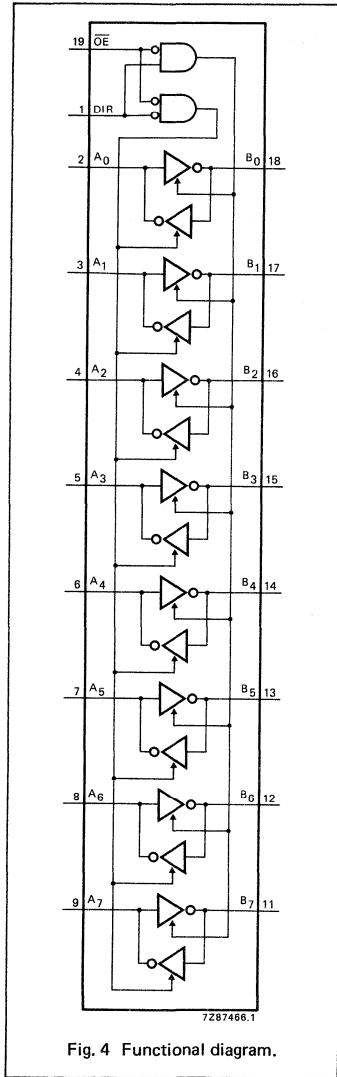 19 OE
1 DIR
2 A0 B0 18
3 A1 B1 17
4 A2 B2 16
5 A3 B3 15
6 A4 B4 14
7 A5 B5 13
8 A6 B6 12
9 A7 B7 11
7Z87466.1
Fig. 4 Functional diagram.